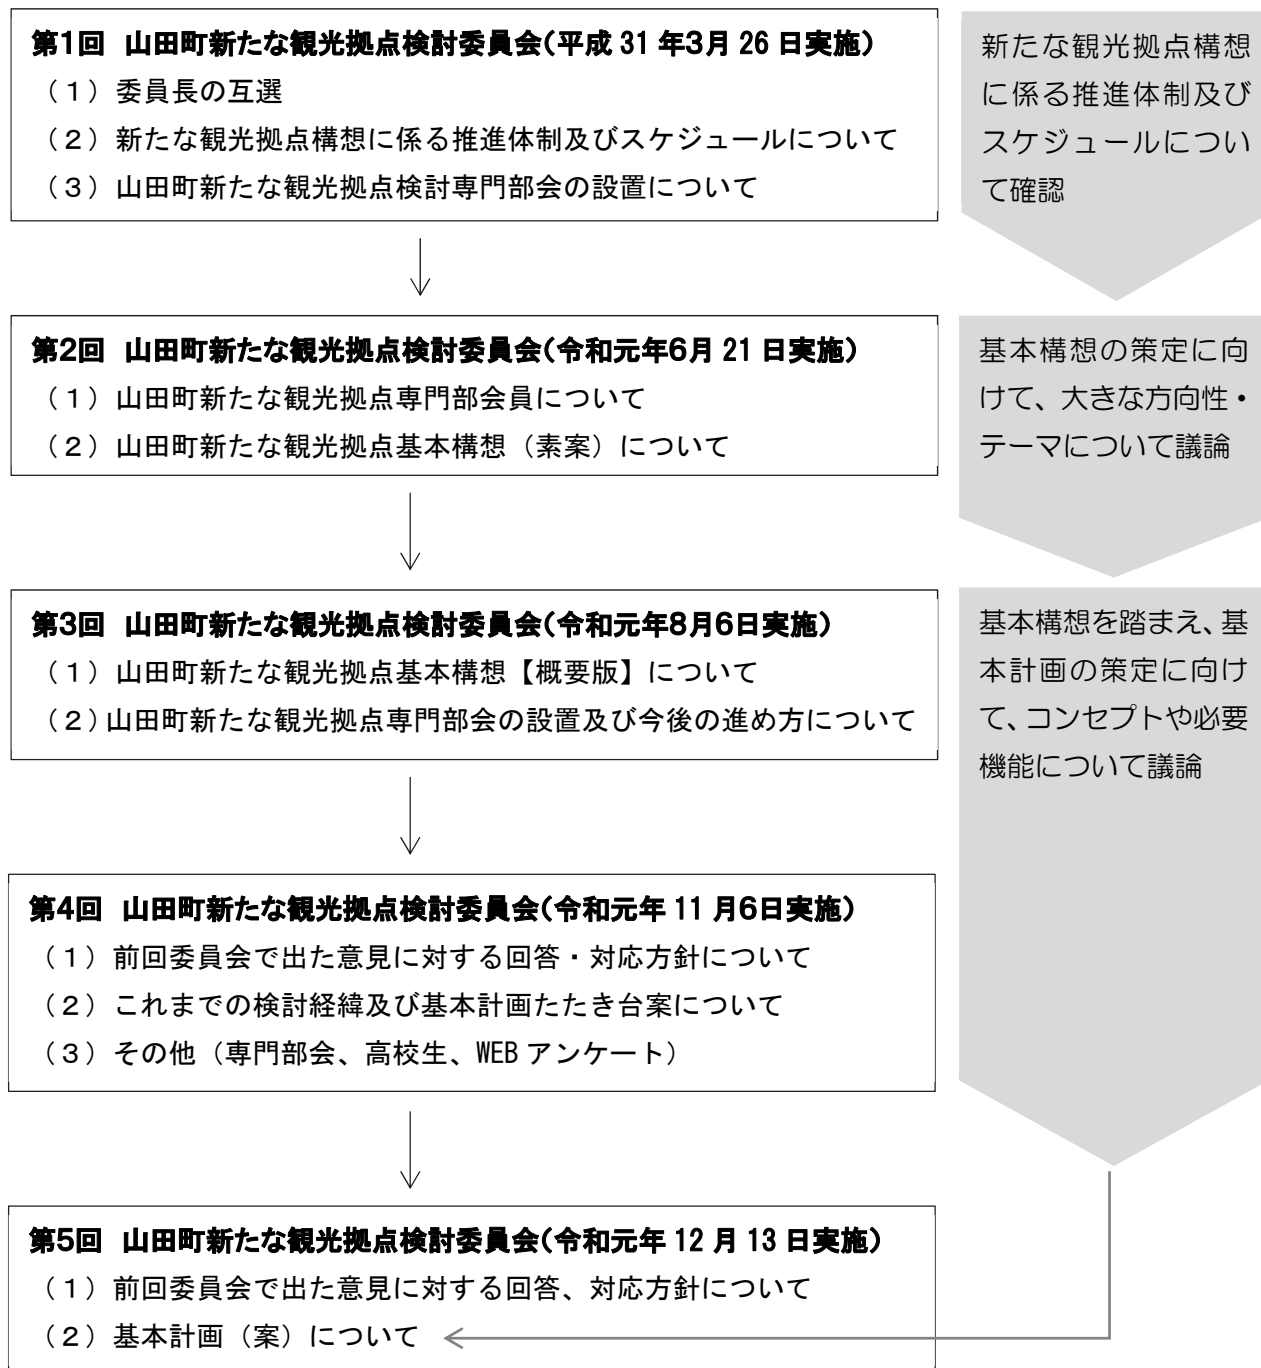 第1回 山田町新たな観光拠点検討委員会(平成 31 年3月 26 日実施)
(1)委員長の互選
(2)新たな観光拠点構想に係る推進体制及びスケジュールについて
(3)山田町新たな観光拠点検討専門部会の設置について
新たな観光拠点構想
に係る推進体制及び
スケジュールについ
て確認
第2回 山田町新たな観光拠点検討委員会(令和元年6月 21 日実施)
(1)山田町新たな観光拠点専門部会員について
(2)山田町新たな観光拠点基本構想(素案)について
基本構想の策定に向
けて、大きな方向性・
テーマについて議論
第3回 山田町新たな観光拠点検討委員会(令和元年8月6日実施)
(1)山田町新たな観光拠点基本構想【概要版】について
(2)山田町新たな観光拠点専門部会の設置及び今後の進め方について
基本構想を踏まえ、基
本計画の策定に向け
て、コンセプトや必要
機能について議論
第4回 山田町新たな観光拠点検討委員会(令和元年 11 月6日実施)
(1)前回委員会で出た意見に対する回答・対応方針について
(2)これまでの検討経緯及び基本計画たたき台案について
(3)その他(専門部会、高校生、WEB アンケート)
第5回 山田町新たな観光拠点検討委員会(令和元年 12 月 13 日実施)
(1)前回委員会で出た意見に対する回答、対応方針について
(2)基本計画(案)について